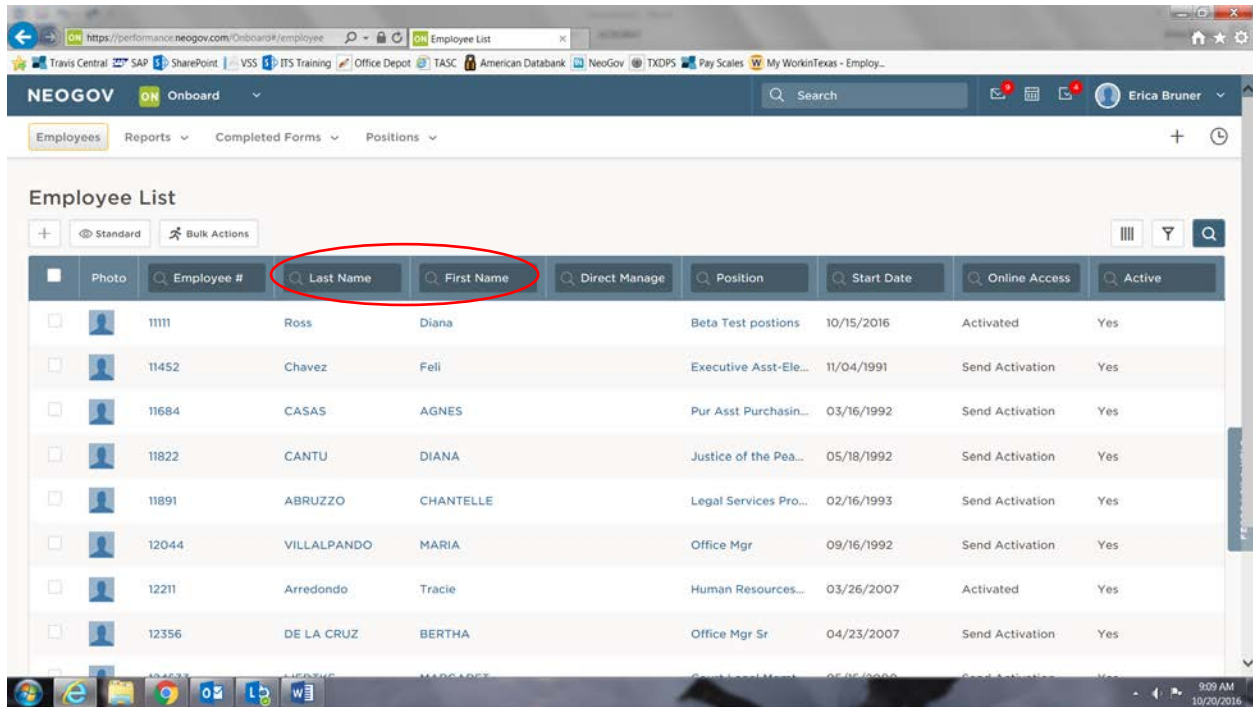 https://performance.neogov.com/Onboard#/employee Employee List
Travis Central SAP SharePoint VSS ITS Training Office Depot TASC American Databank NeoGov TXDPS Pay Scales My WorkinTexas - Employ...
NEOGOV ON Onboard Search Erica Bruner
Employees Reports Completed Forms Positions
Employee List
Standard Bulk Actions
Photo Employee # Last Name First Name Direct Manage Position Start Date Online Access Active
11111 Ross Diana Beta Test postions 10/15/2016 Activated Yes
11452 Chavez Feli Executive Asst-Ele... 11/04/1991 Send Activation Yes
11684 CASAS AGNES Pur Asst Purchasin... 03/16/1992 Send Activation Yes
11822 CANTU DIANA Justice of the Pea... 05/18/1992 Send Activation Yes
11891 ABRUZZO CHANTELLE Legal Services Pro... 02/16/1993 Send Activation Yes
12044 VILLALPANDO MARIA Office Mgr 09/16/1992 Send Activation Yes
12211 Arredondo Tracie Human Resources... 03/26/2007 Activated Yes
12356 DE LA CRUZ BERTHA Office Mgr Sr 04/23/2007 Send Activation Yes
9:09 AM
10/20/2016